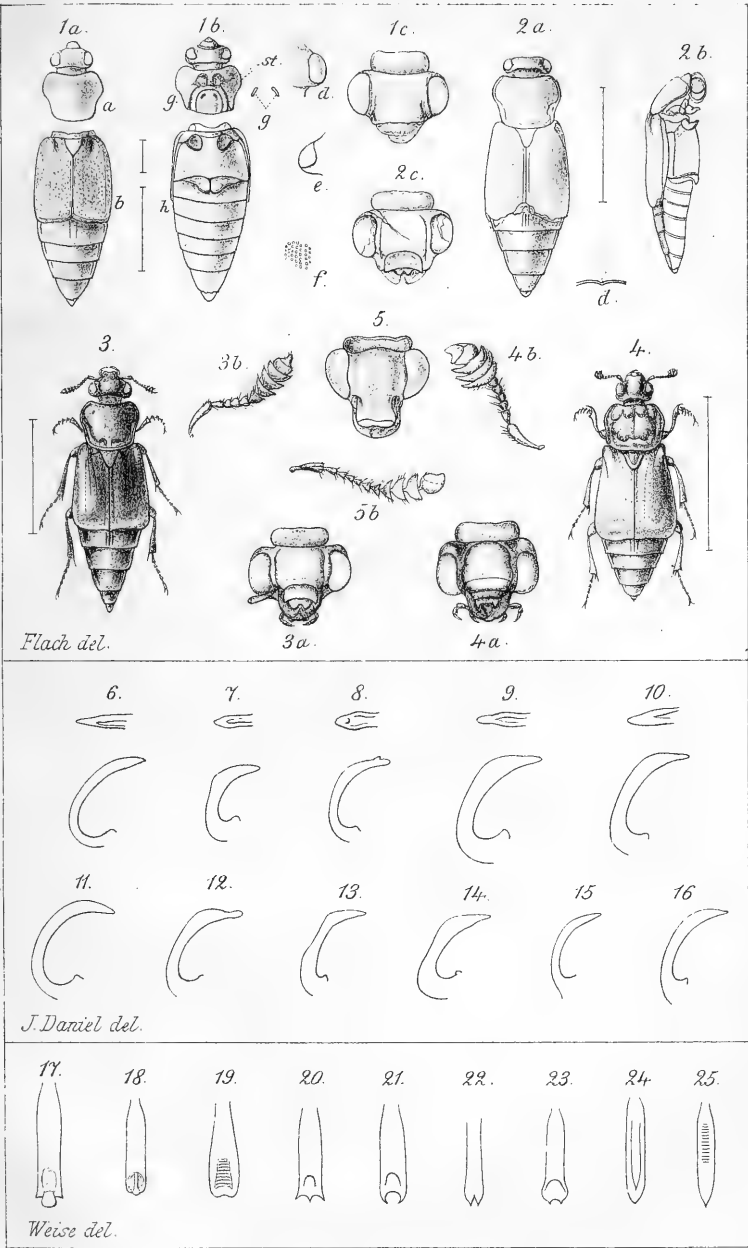 1a. 1b. 1c. 2a. 2b.
st.
a g. g d.
2c.
b h e.
f. d.
3. 3b. 5. 4b. 4.
5b
3a. 4a.
Flach del.
6. 7. 8. 9. 10.
11. 12. 13. 14. 15 16
J. Daniel del.
17. 18. 19. 20. 21. 22. 23. 24 25.
Weise del.